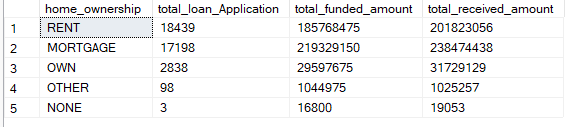 home_ownership total_loan_Application total_funded_amount total_received_amount
1 RENT 18439 185768475 201823056
2 MORTGAGE 17198 219329150 238474438
3 OWN 2838 29597675 31729129
4 OTHER 98 1044975 1025257
5 NONE 3 16800 19053